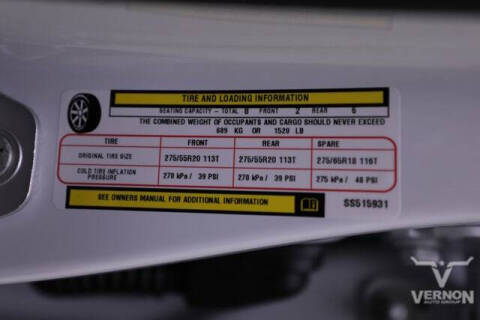 TIRE AND LOADING INFORMATION
SEATING CAPACITY - TOTAL 8 FRONT 2 REAR 6
THE COMBINED WEIGHT OF OCCUPANTS AND CARGO SHOULD NEVER EXCEED
689 KG OR 1520 LB
TIRE FRONT REAR SPARE
ORIGINAL TIRE SIZE 275/55R20 113T 275/55R20 113T 275/65R18 116T
COLD TIRE INFLATION PRESSURE 270 kPa / 39 PSI 270 kPa / 39 PSI 275 kPa / 40 PSI
SEE OWNERS MANUAL FOR ADDITIONAL INFORMATION
SS515931
VERNON
AUTO GROUP